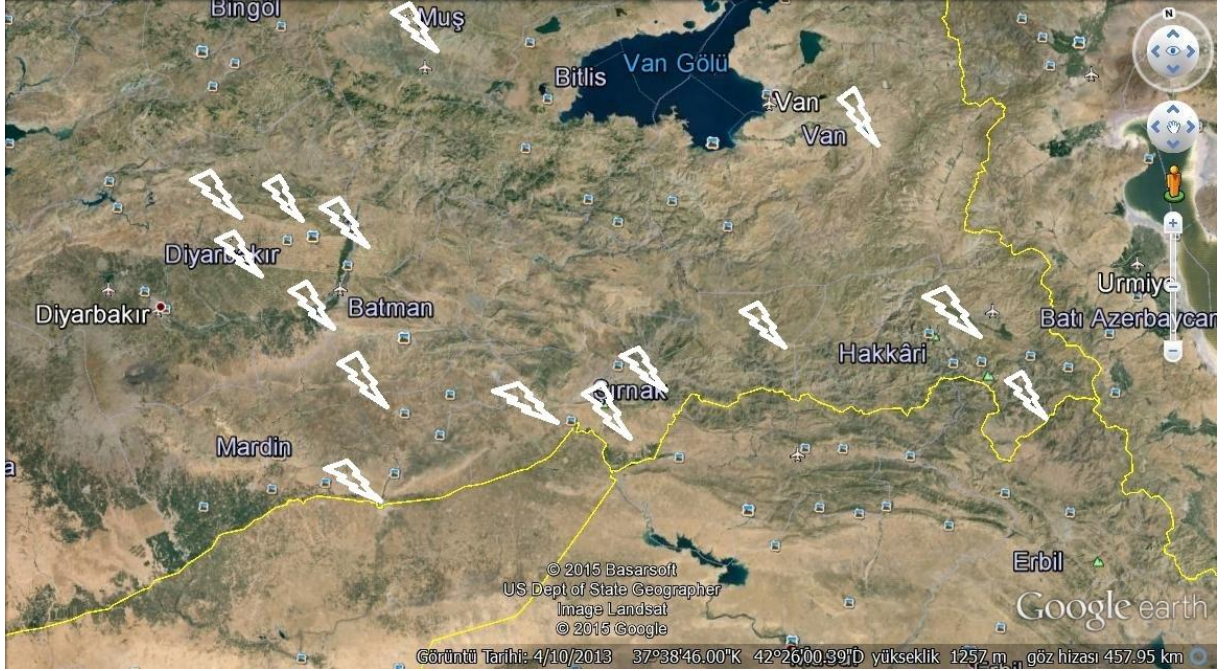 Bingöl
Muş
N
Van Gölü
Bitlis
Van
Van
Diyarbakır
Urmiye
Batman
Diyarbakır
Batı Azerbaycan
Hakkâri
Şırnak
Mardin
a
Erbil
© 2015 Basarsoft
US Dept of State Geographer
Image Landsat
© 2015 Google
Google earth
Görüntü Tarihi: 4/10/2013 37°38'46.00"K 42°26'00.39"D yükseklik 1257 m göz hizası 457.95 km